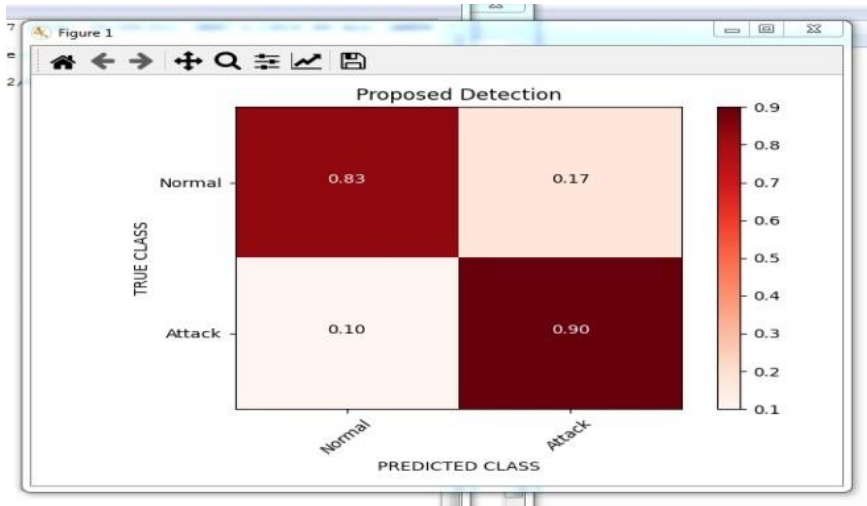 Figure 1
Proposed Detection
Normal
0.83
0.17
Attack
0.10
0.90
TRUE CLASS
Normal
Attack
PREDICTED CLASS
0.9
0.8
0.7
0.6
0.5
0.4
0.3
0.2
0.1
7
e
2,